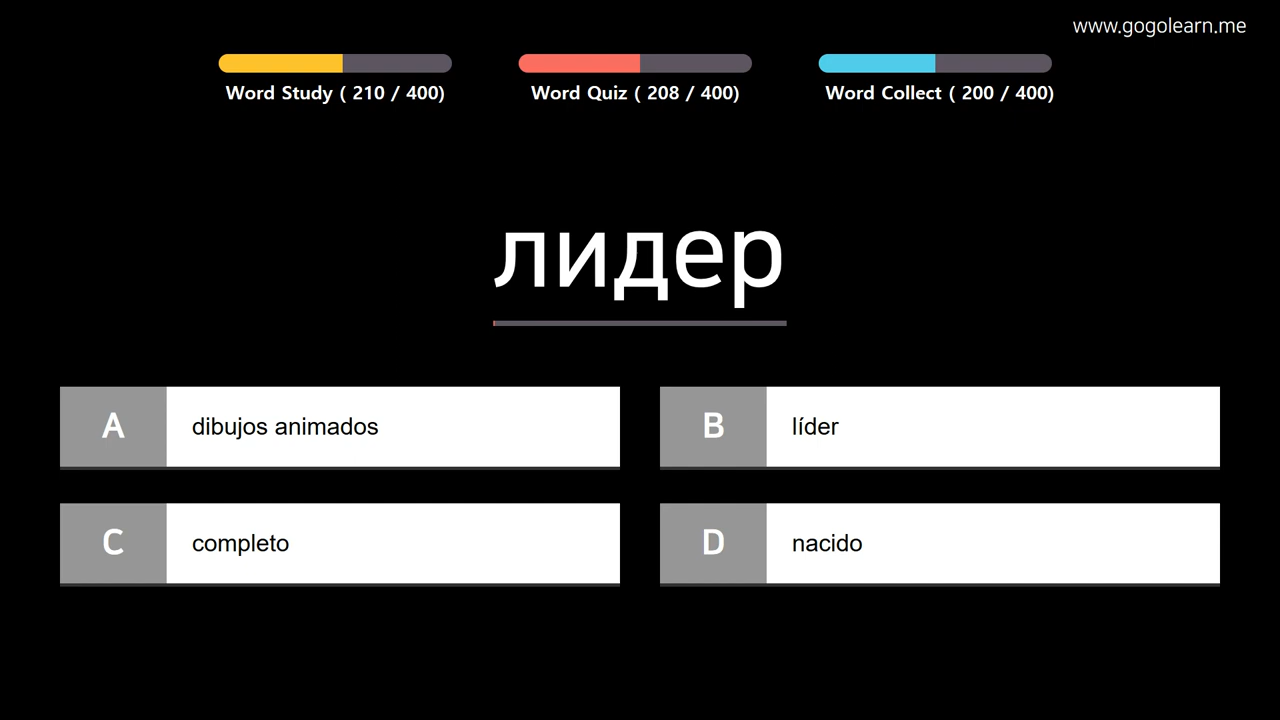 www.gogolearn.me
Word Study ( 210 / 400)
Word Quiz ( 208 / 400)
Word Collect ( 200 / 400)
лидер
A dibujos animados
B líder
C completo
D nacido